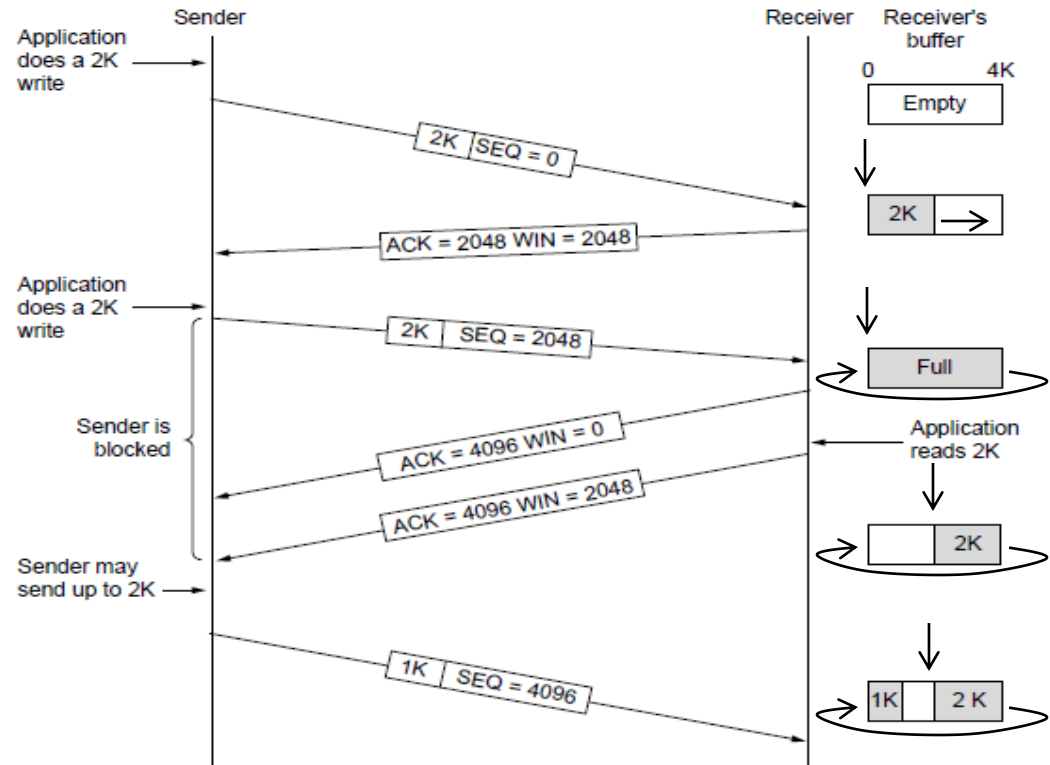 Sender
Receiver
Receiver's
buffer
Application
does a 2K
write
0
4K
Empty
2K
SEQ = 0
2K
ACK = 2048 WIN = 2048
Application
does a 2K
write
2K
SEQ = 2048
Full
Sender is
blocked
ACK = 4096 WIN = 0
Application
reads 2K
ACK = 4096 WIN = 2048
2K
Sender may
send up to 2K
1K
SEQ = 4096
1K
2 K